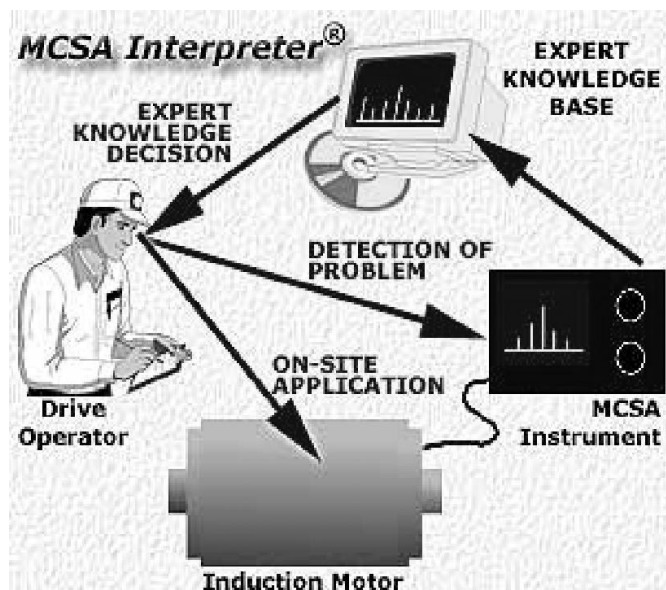 MCSA Interpreter®
EXPERT
KNOWLEDGE
BASE
EXPERT
KNOWLEDGE
DECISION
DETECTION OF
PROBLEM
ON-SITE
APPLICATION
Drive
Operator
MCSA
Instrument
Induction Motor